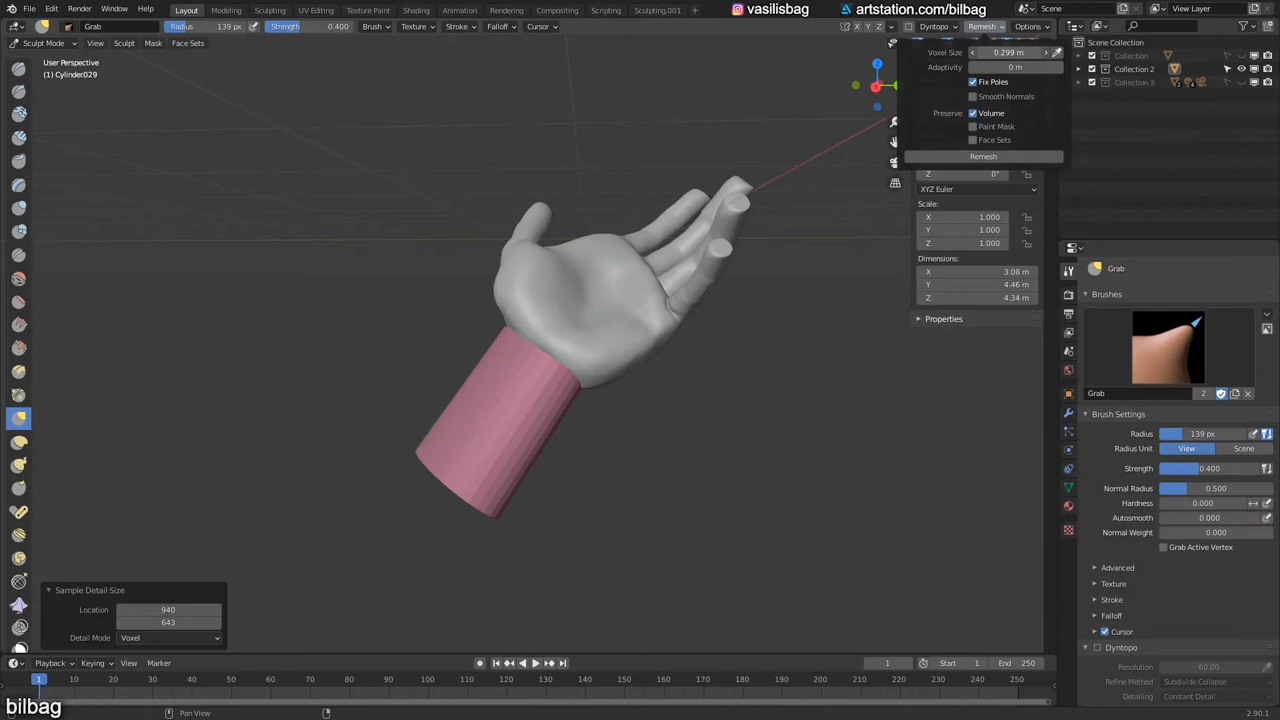 File Edit Render Window Help
Layout Modeling Sculpting UV Editing Texture Paint Shading Animation Rendering Compositing Scripting Sculpting.001
vasilisbag
artstation.com/bilbag
Scene
View Layer
Grab
Radius 139 px
Strength 0.400
Brush Texture Stroke Falloff Cursor
X Y Z
Dyntopo Remesh Options
Sculpt Mode View Sculpt Mask Face Sets
User Perspective
(1) Cylinder029
Voxel Size 0.299 m
Adaptivity 0 m
Fix Poles
Smooth Normals
Preserve Volume
Paint Mask
Face Sets
Remesh
Z 0°
XYZ Euler
Scale:
X 1.000
Y 1.000
Z 1.000
Dimensions:
X 3.08 m
Y 4.46 m
Z 4.34 m
Properties
Scene Collection
Collection
Collection 2
Collection 3
2 4
Grab
Brushes
Grab 2
Brush Settings
Radius 139 px
Radius Unit View Scene
Strength 0.400
Normal Radius 0.500
Hardness 0.000
Autosmooth 0.000
Normal Weight 0.000
Grab Active Vertex
Advanced
Texture
Stroke
Falloff
Cursor
Dyntopo
Resolution 60.00
Refine Method Subdivide Collapse
Detailing Constant Detail
Sample Detail Size
Location 940
643
Detail Mode Voxel
Playback Keying View Marker
1 Start 1 End 250
1 10 20 30 40 50 60 70 80 90 100 110 120 130 140 150 160 170 180 190 200 210 220 230 240 250
bilbag
Pan View
2.90.1